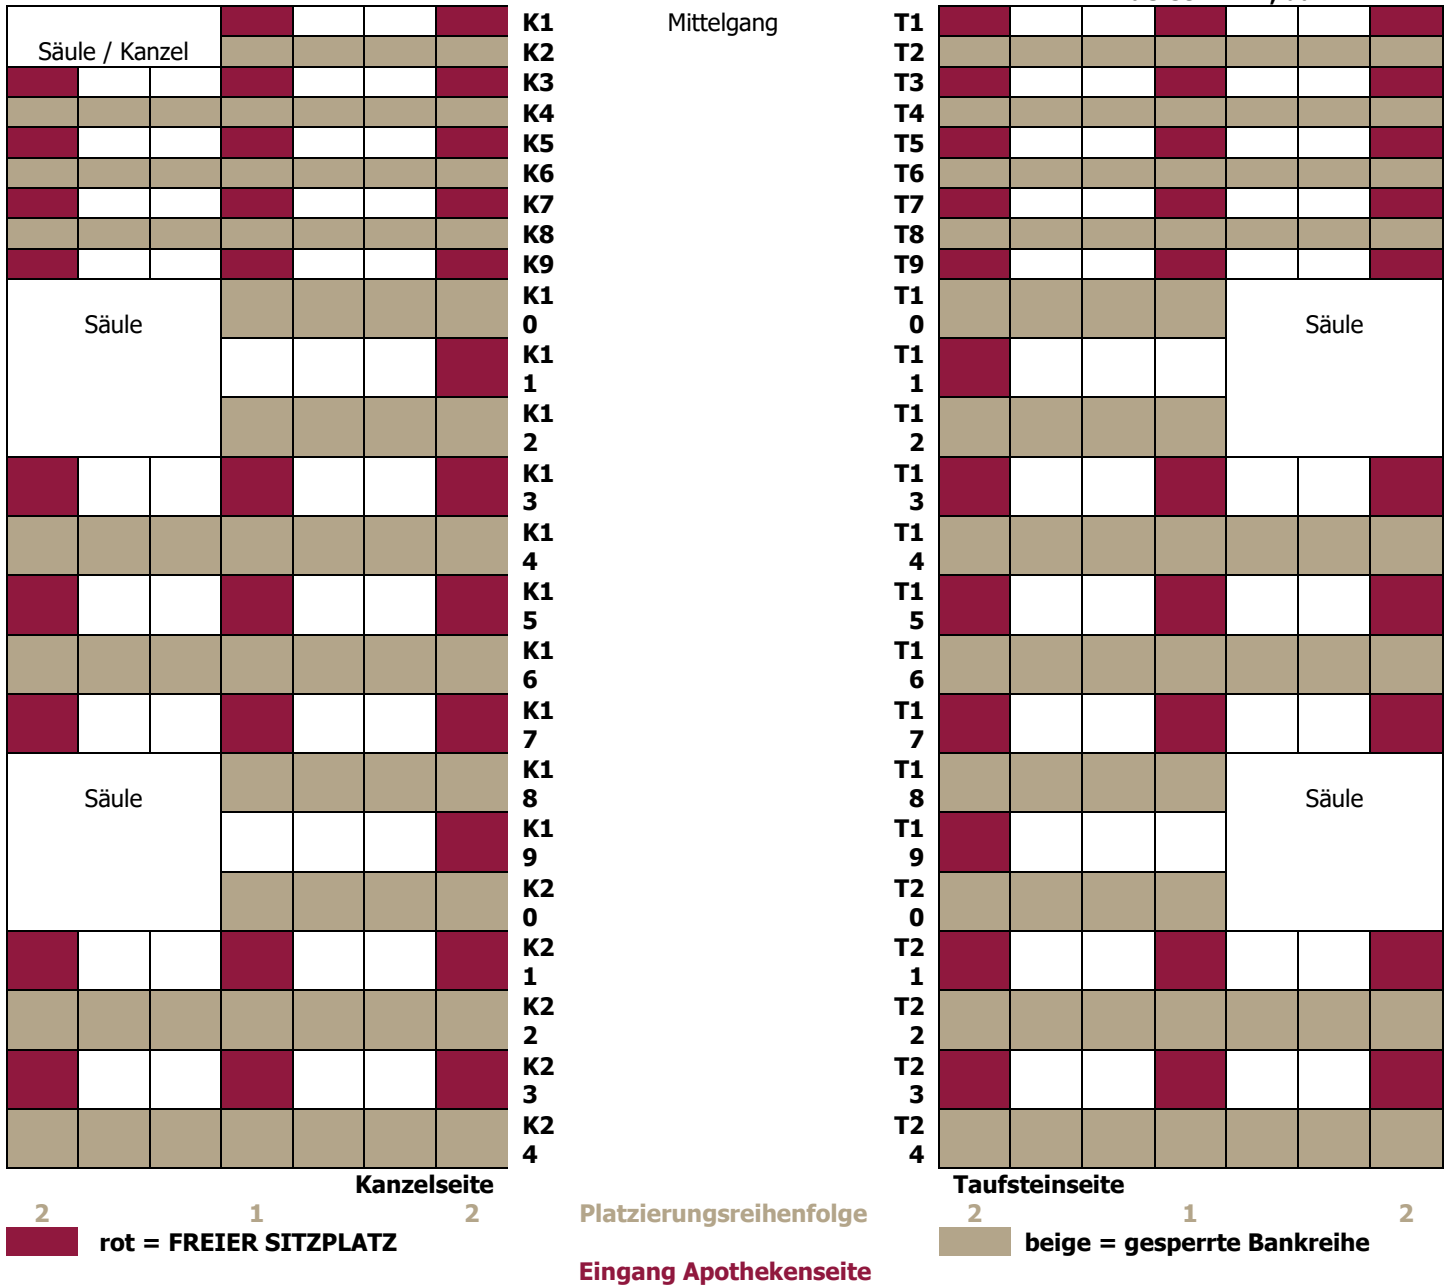 K1 Mittelgang T1
Säule / Kanzel K2 T2
K3 T3
K4 T4
K5 T5
K6 T6
K7 T7
K8 T8
K9 T9
K1 T1
Säule 0 0 Säule
K1 T1
1 1
K1 T1
2 2
K1 T1
3 3
K1 T1
4 4
K1 T1
5 5
K1 T1
6 6
K1 T1
7 7
K1 T1
Säule 8 8 Säule
K1 T1
9 9
K2 T2
0 0
K2 T2
1 1
K2 T2
2 2
K2 T2
3 3
K2 T2
4 4
Kanzelseite Taufsteinseite
2 1 2 Platzierungsreihenfolge 2 1 2
rot = FREIER SITZPLATZ beige = gesperrte Bankreihe
Eingang Apothekenseite